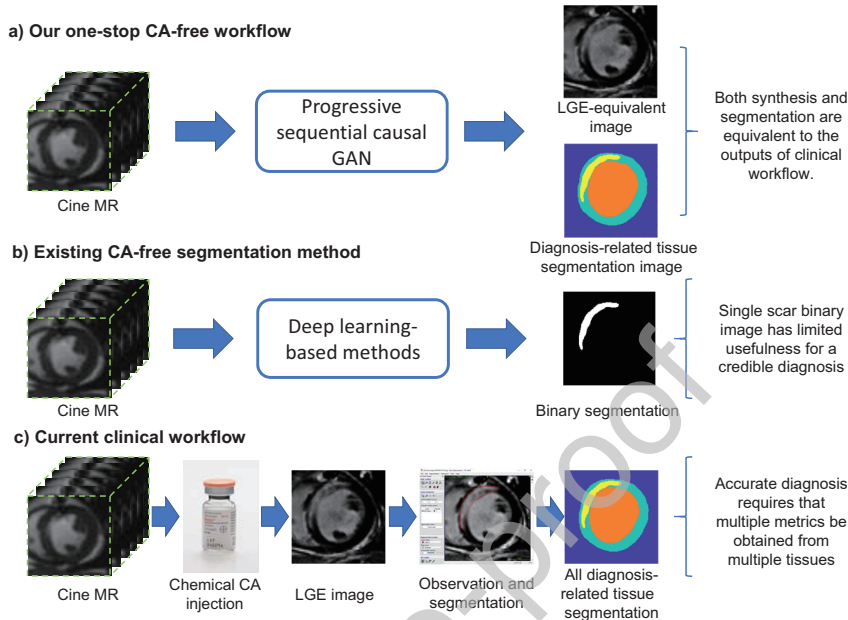 a) Our one-stop CA-free workflow
Cine MR
Progressive
sequential causal
GAN
LGE-equivalent
image
Diagnosis-related tissue
segmentation image
Both synthesis and
segmentation are
equivalent to the
outputs of clinical
workflow.
b) Existing CA-free segmentation method
Cine MR
Deep learning-
based methods
Binary segmentation
Single scar binary
image has limited
usefulness for a
credible diagnosis
c) Current clinical workflow
Cine MR
Chemical CA
injection
LGE image
Observation and
segmentation
All diagnosis-
related tissue
segmentation
Accurate diagnosis
requires that
multiple metrics be
obtained from
multiple tissues
-proof